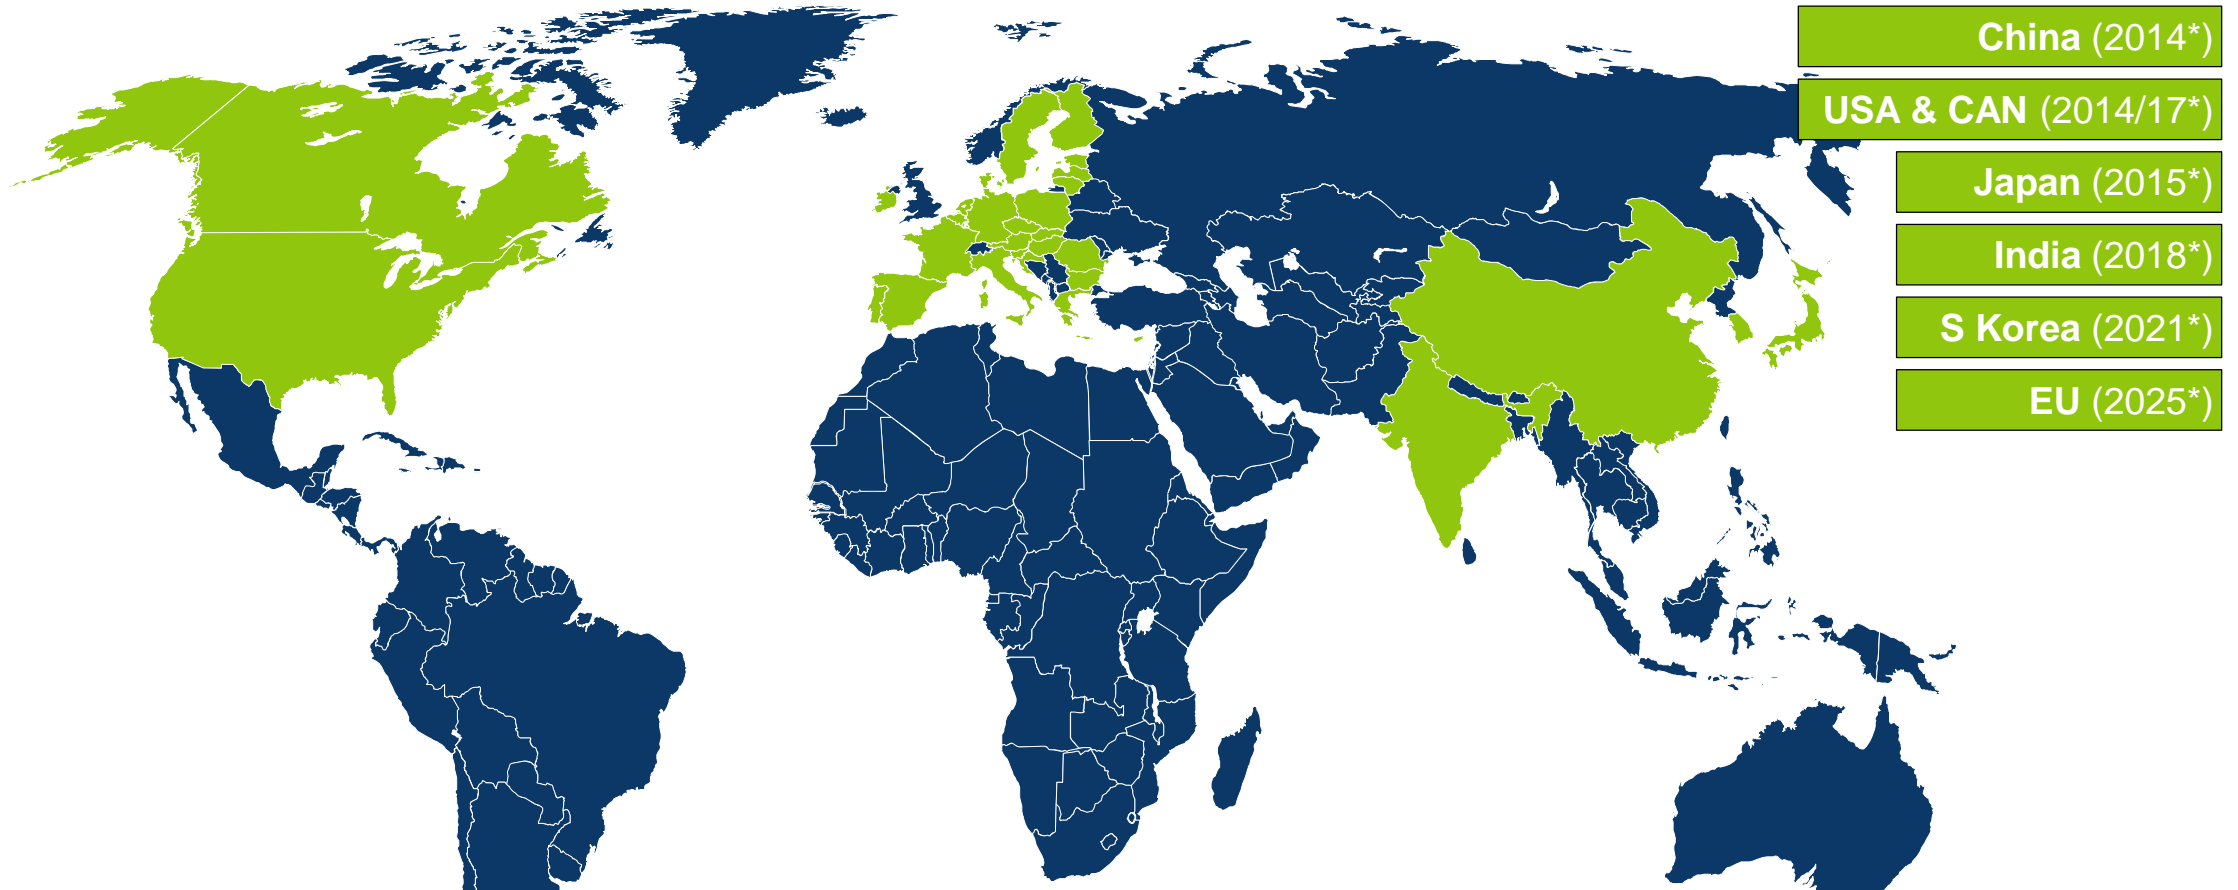 China (2014*)
USA & CAN (2014/17*)
Japan (2015*)
India (2018*)
S Korea (2021*)
EU (2025*)